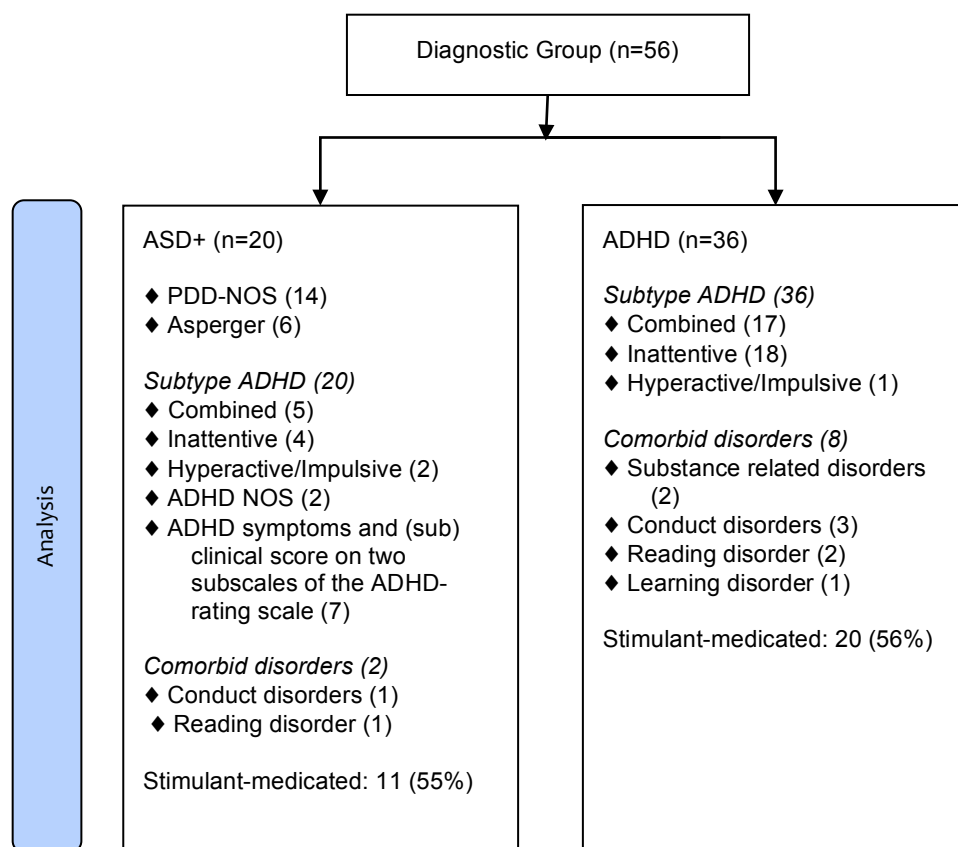 Diagnostic Group (n=56)
Analysis
ASD+ (n=20)
♦ PDD-NOS (14)
♦ Asperger (6)
Subtype ADHD (20)
♦ Combined (5)
♦ Inattentive (4)
♦ Hyperactive/Impulsive (2)
♦ ADHD NOS (2)
♦ ADHD symptoms and (sub)
clinical score on two
subscales of the ADHD-
rating scale (7)
Comorbid disorders (2)
♦ Conduct disorders (1)
♦ Reading disorder (1)
Stimulant-medicated: 11 (55%)
ADHD (n=36)
Subtype ADHD (36)
♦ Combined (17)
♦ Inattentive (18)
♦ Hyperactive/Impulsive (1)
Comorbid disorders (8)
♦ Substance related disorders
(2)
♦ Conduct disorders (3)
♦ Reading disorder (2)
♦ Learning disorder (1)
Stimulant-medicated: 20 (56%)